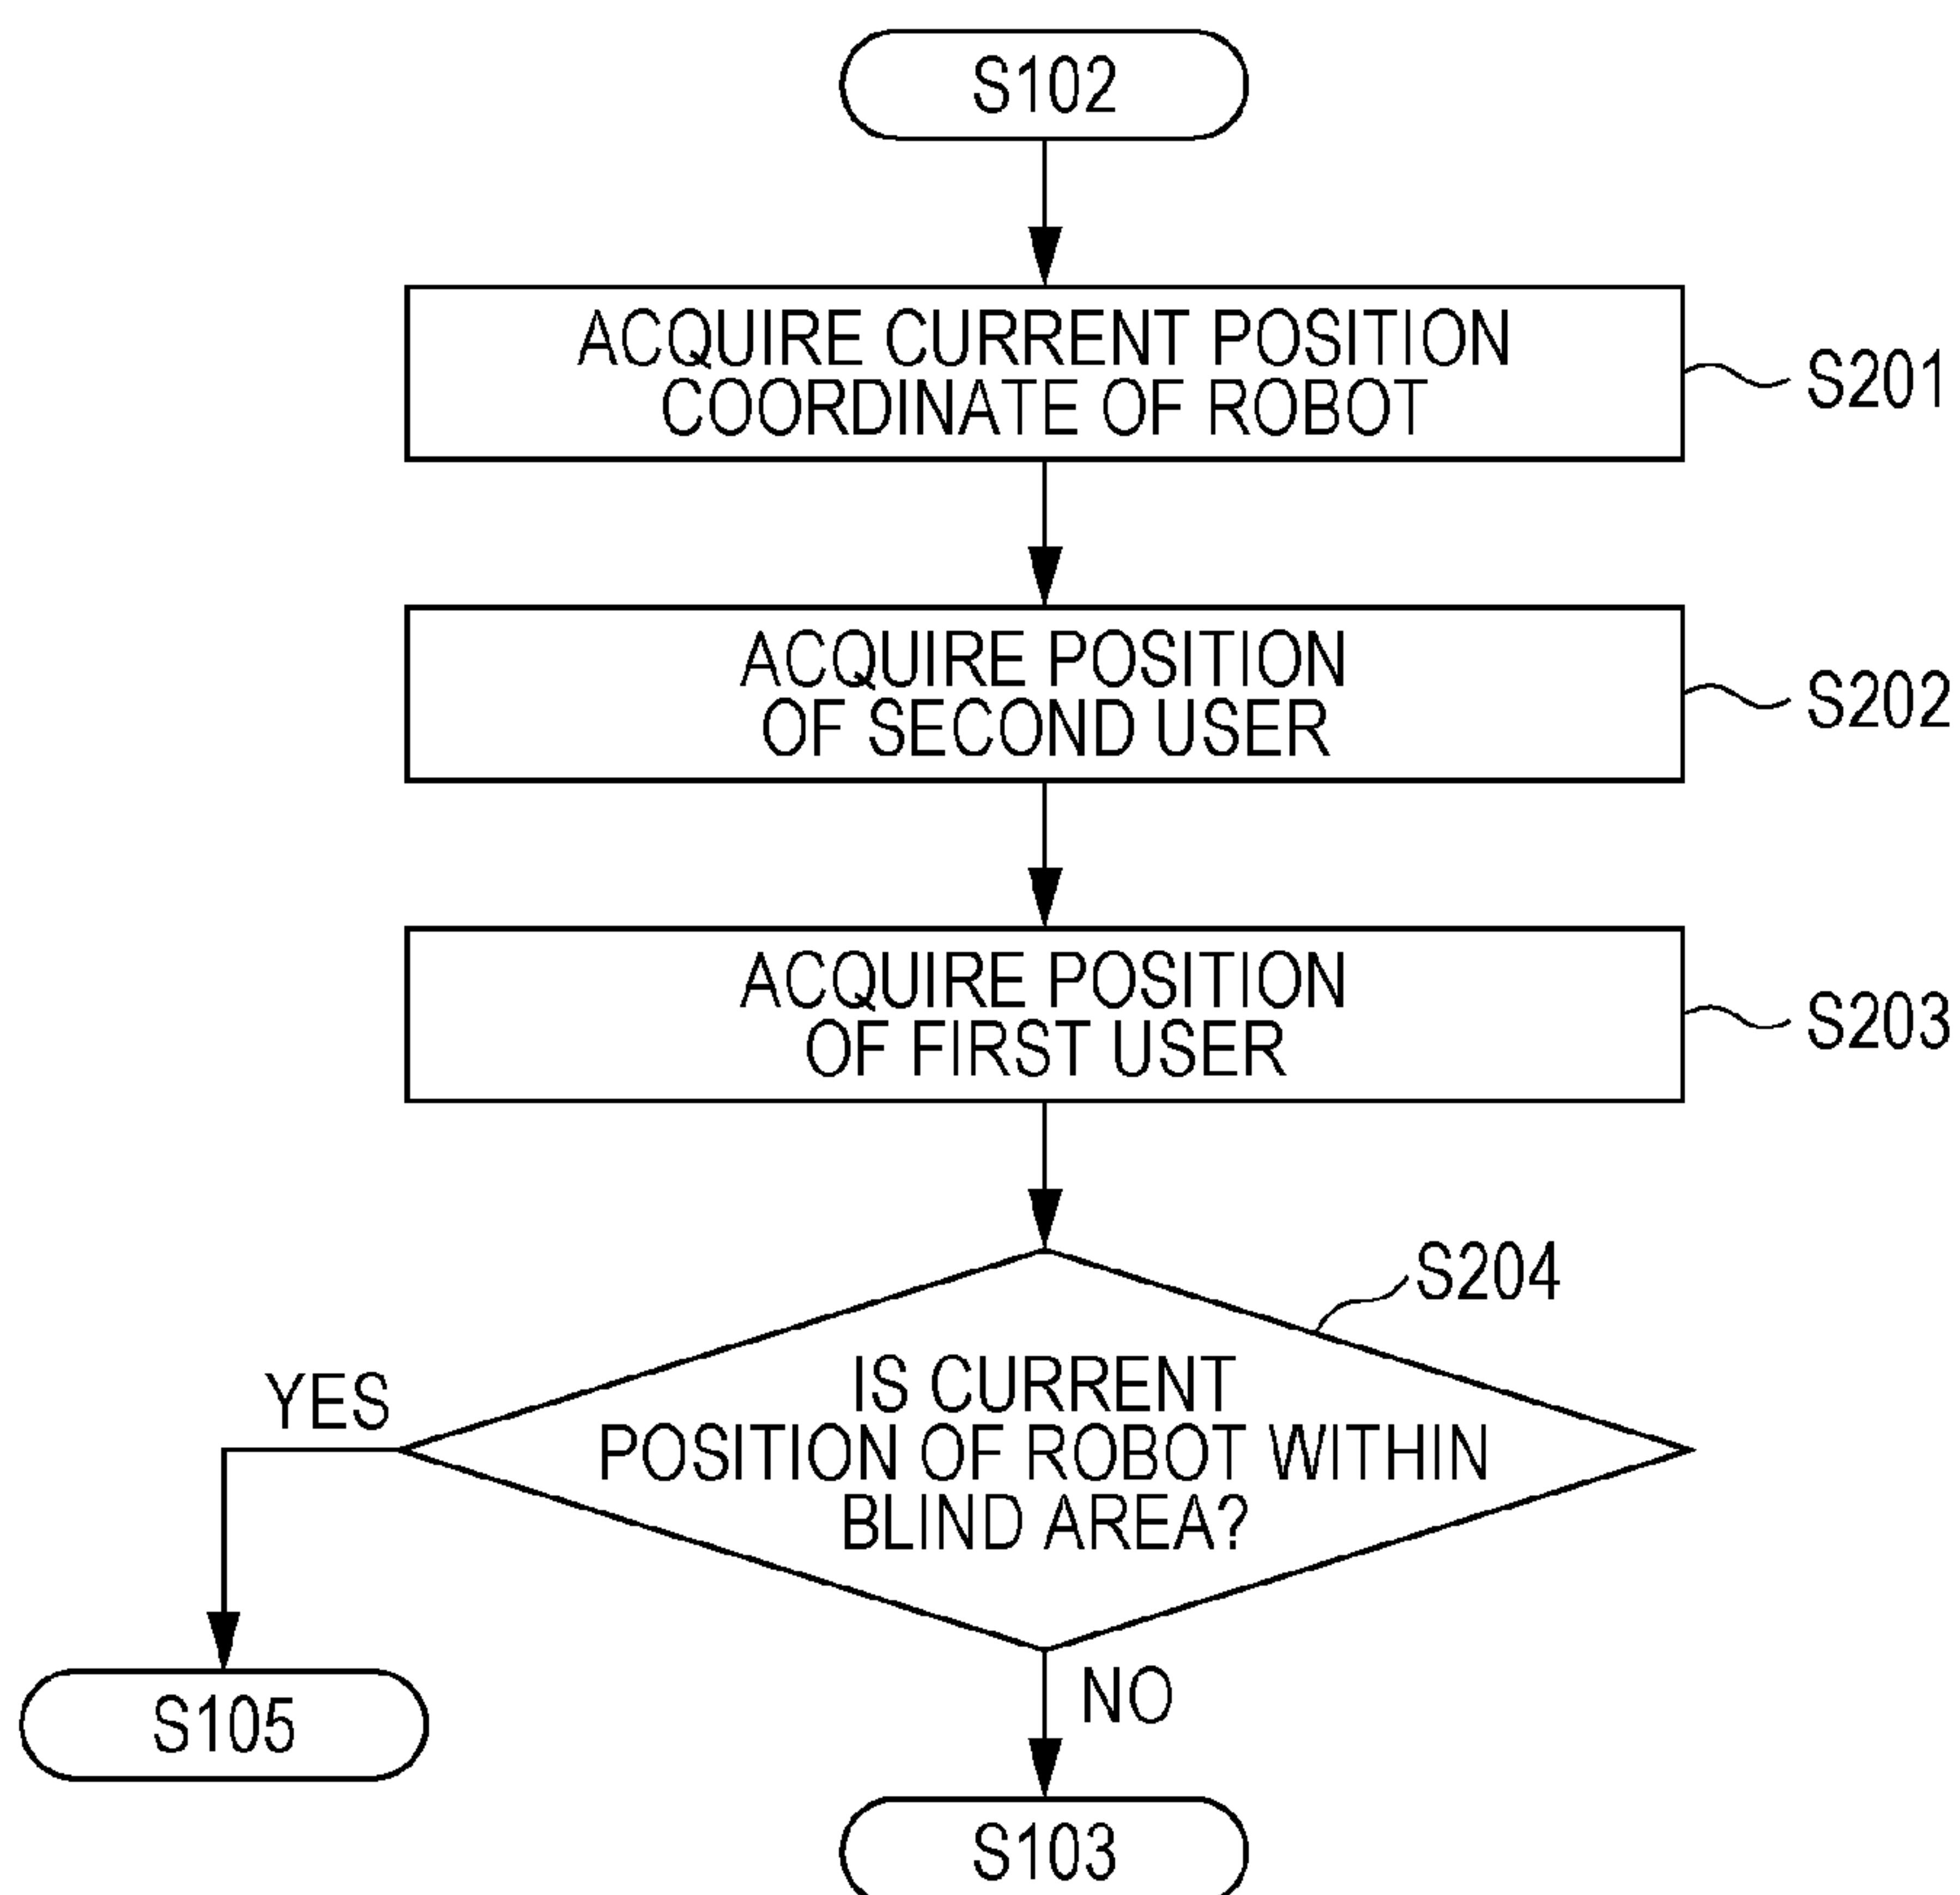 S102
ACQUIRE CURRENT POSITION
COORDINATE OF ROBOT
S201
ACQUIRE POSITION
OF SECOND USER
S202
ACQUIRE POSITION
OF FIRST USER
S203
S204
IS CURRENT
POSITION OF ROBOT WITHIN
BLIND AREA?
YES
NO
S105
S103